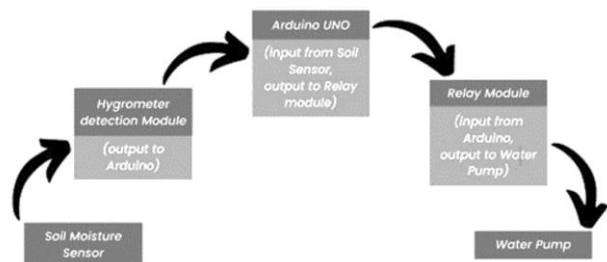 Arduino UNO
(Input from Soil
Sensor,
output to Relay
module)
Hygrometer
detection Module
(output to
Arduino)
Relay Module
(Input from
Arduino,
output to Water
Pump)
Soil Moisture
Sensor
Water Pump